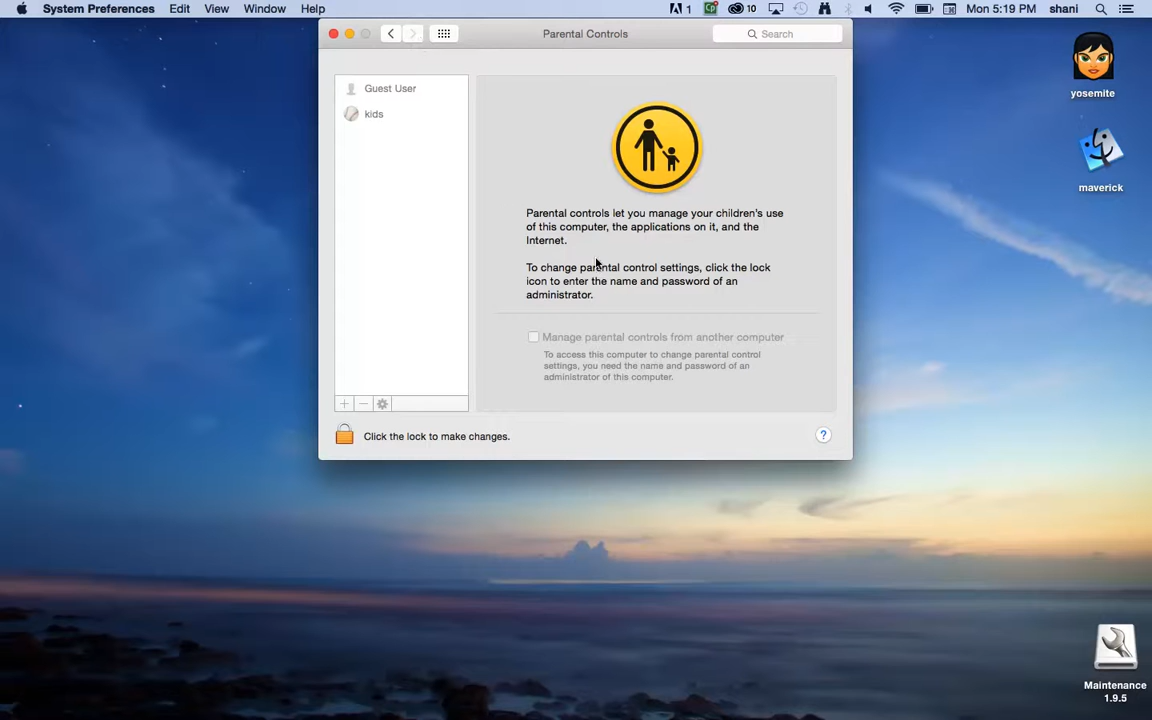 System Preferences Edit View Window Help 1 10 Mon 5:19 PM shani
Parental Controls
Search
Guest User
kids
Parental controls let you manage your children's use
of this computer, the applications on it, and the
Internet.
To change parental control settings, click the lock
icon to enter the name and password of an
administrator.
Manage parental controls from another computer
To access this computer to change parental control
settings, you need the name and password of an
administrator of this computer.
Click the lock to make changes.
?
yosemite
maverick
Maintenance
1.9.5